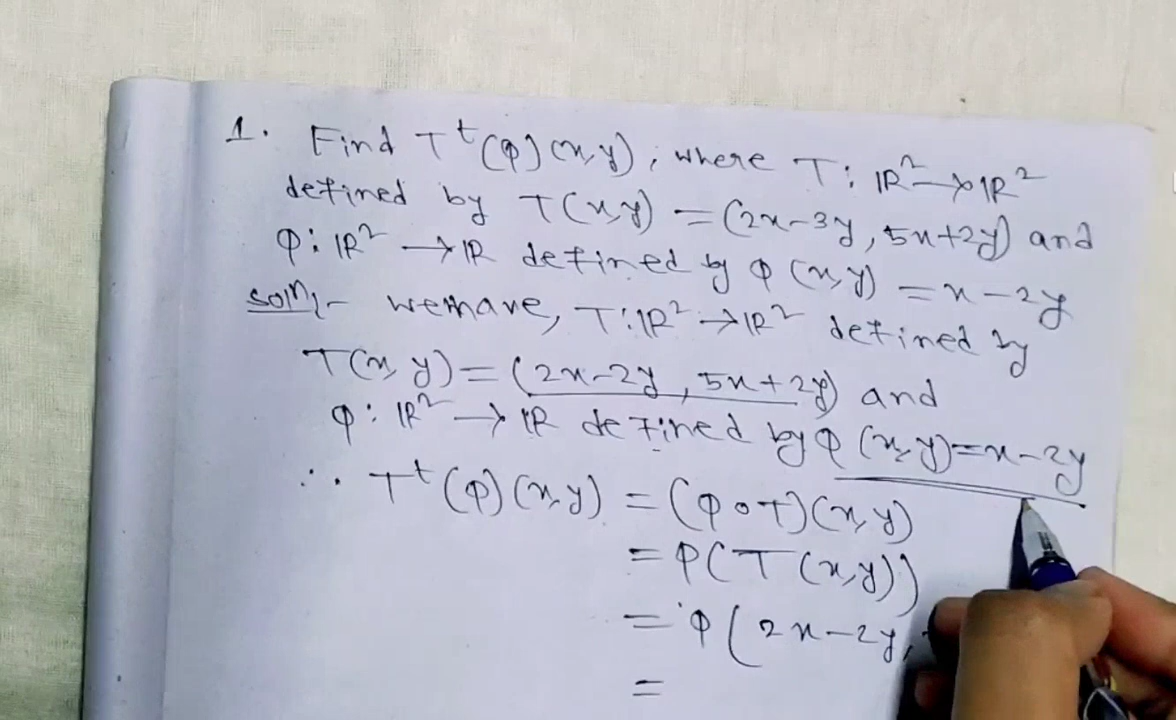 1. Find T^t(φ)(x,y), where T: ℝ²→ℝ²
defined by T(x,y) = (2x-3y, 5x+2y) and
φ: ℝ² → ℝ defined by φ(x,y) = x-2y
soln:- we have, T: ℝ² → ℝ² defined by
T(x,y) = (2x-2y, 5x+2y) and
φ: ℝ² → ℝ defined by φ(x,y)=x-2y
∴ T^t(φ)(x,y) = (φ∘T)(x,y)
= φ(T(x,y))
= φ(2x-2y,
=